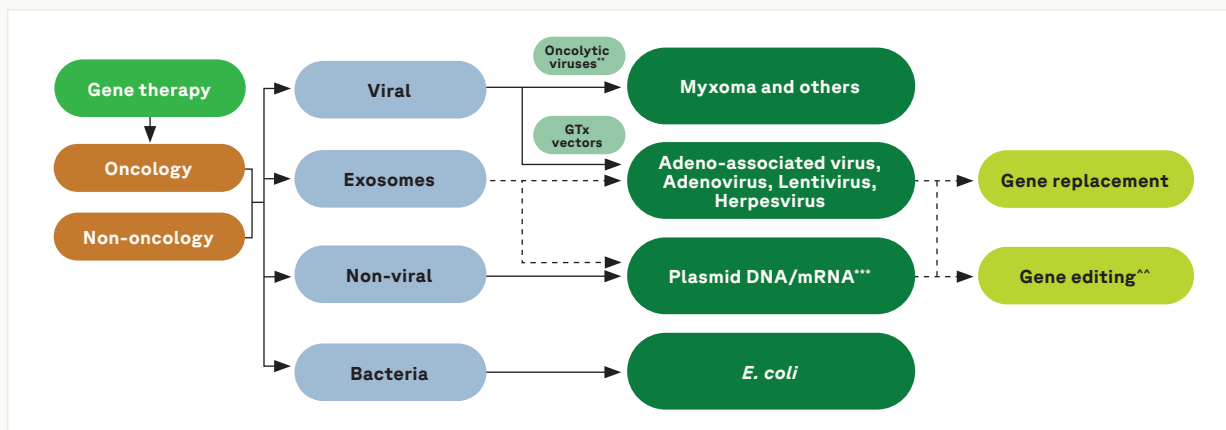 Gene therapy
Oncology
Non-oncology
Viral
Exosomes
Non-viral
Bacteria
Oncolytic
viruses**
GTx
vectors
Myxoma and others
Adeno-associated virus,
Adenovirus, Lentivirus,
Herpesvirus
Plasmid DNA/mRNA***
E. coli
Gene replacement
Gene editing^^